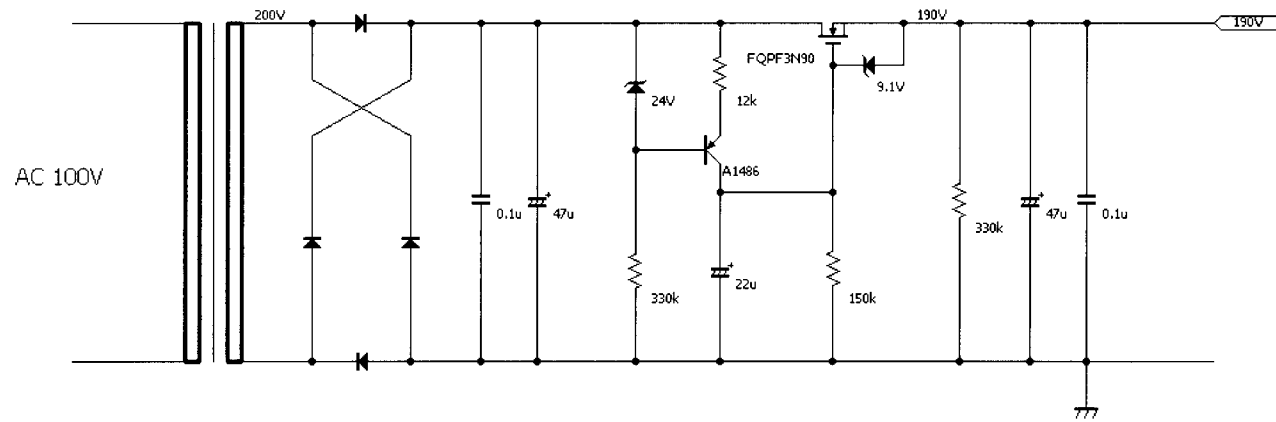 200V
190V
190V
FQPF3N90
24V
12k
9.1V
AC 100V
A1486
0.1u
+
47u
330k
+
22u
150k
330k
+
47u
0.1u